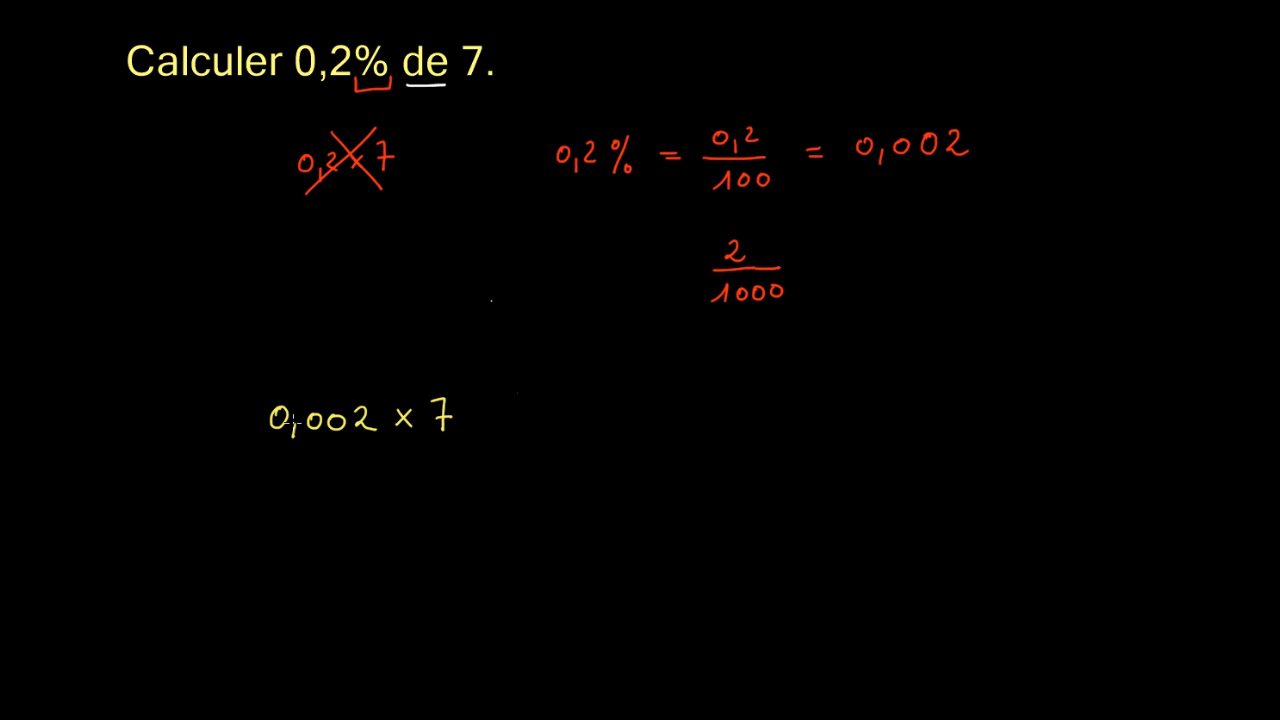 Calculer 0,2% de 7.
0,2 x 7
0,2 % = 0,2/100 = 0,002
2/1000
0,002 x 7